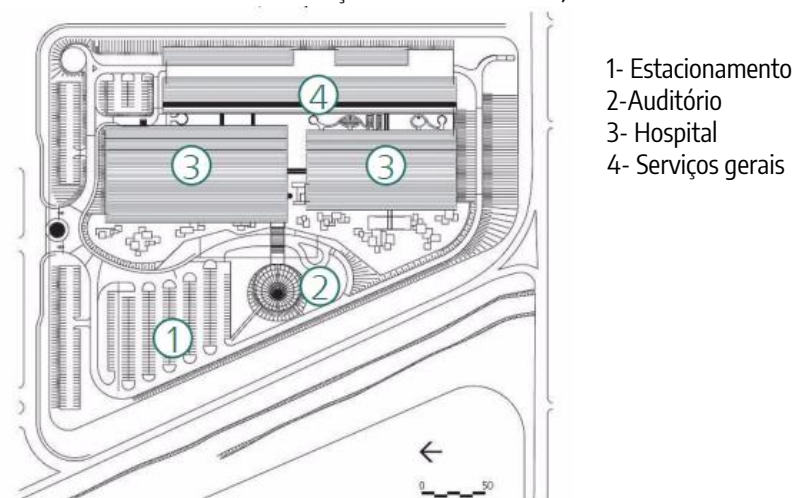 1- Estacionamento
2-Auditório
3- Hospital
4- Serviços gerais
4
3
3
2
1
0 50